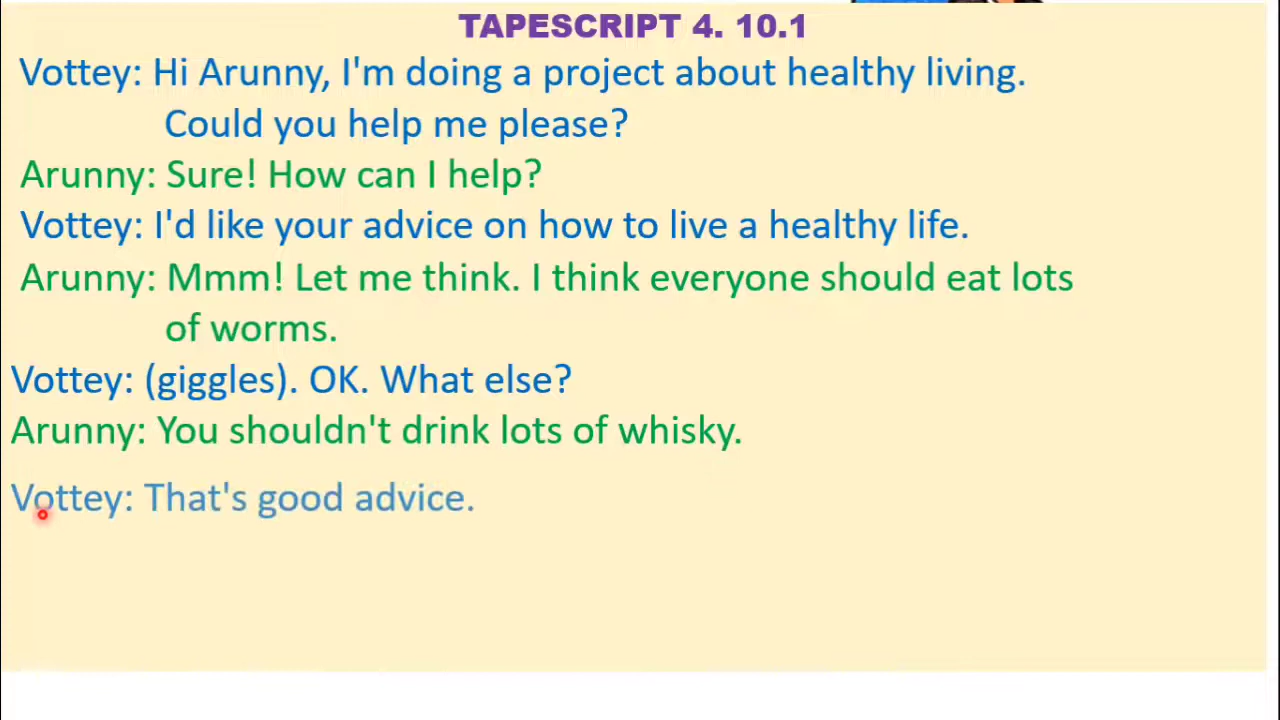 TAPESCRIPT 4. 10.1
Vottey: Hi Arunny, I'm doing a project about healthy living.
Could you help me please?
Arunny: Sure! How can I help?
Vottey: I'd like your advice on how to live a healthy life.
Arunny: Mmm! Let me think. I think everyone should eat lots
of worms.
Vottey: (giggles). OK. What else?
Arunny: You shouldn't drink lots of whisky.
Vottey: That's good advice.